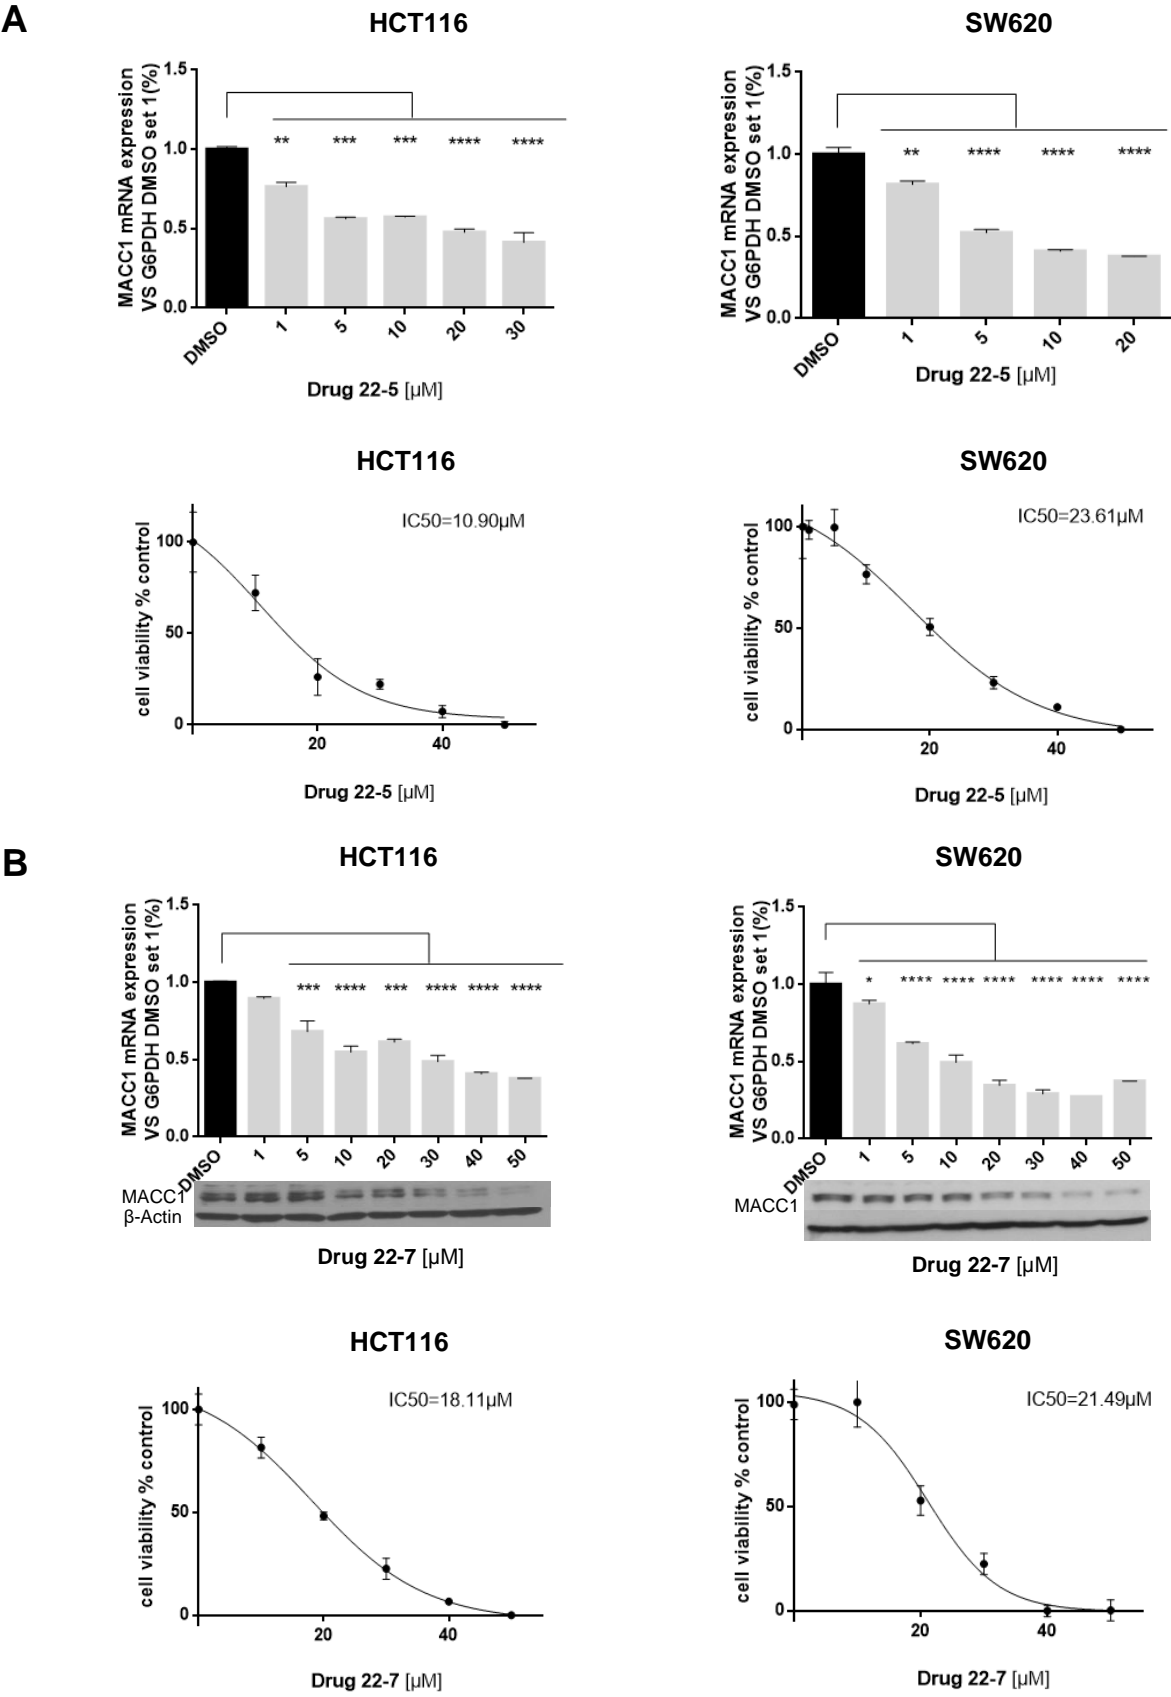 A
HCT116
SW620
MACC1 mRNA expression
VS G6PDH DMSO set 1(%)
1.5
1.0
0.5
0.0
** *** *** **** ****
DMSO 1 5 10 20 30
Drug 22-5 [µM]
MACC1 mRNA expression
VS G6PDH DMSO set 1(%)
1.5
1.0
0.5
0.0
** **** **** ****
DMSO 1 5 10 20
Drug 22-5 [µM]
HCT116
SW620
cell viability % control
IC50=10.90µM
100
50
0
20 40
Drug 22-5 [µM]
cell viability % control
IC50=23.61µM
100
50
0
20 40
Drug 22-5 [µM]
B
HCT116
SW620
MACC1 mRNA expression
VS G6PDH DMSO set 1(%)
1.5
1.0
0.5
0.0
*** **** *** **** **** ****
DMSO 1 5 10 20 30 40 50
MACC1
β-Actin
Drug 22-7 [µM]
MACC1 mRNA expression
VS G6PDH DMSO set 1(%)
1.5
1.0
0.5
0.0
* **** **** **** **** **** ****
DMSO 1 5 10 20 30 40 50
MACC1
Drug 22-7 [µM]
HCT116
SW620
cell viability % control
IC50=18.11µM
100
50
0
20 40
Drug 22-7 [µM]
cell viability % control
IC50=21.49µM
100
50
0
20 40
Drug 22-7 [µM]